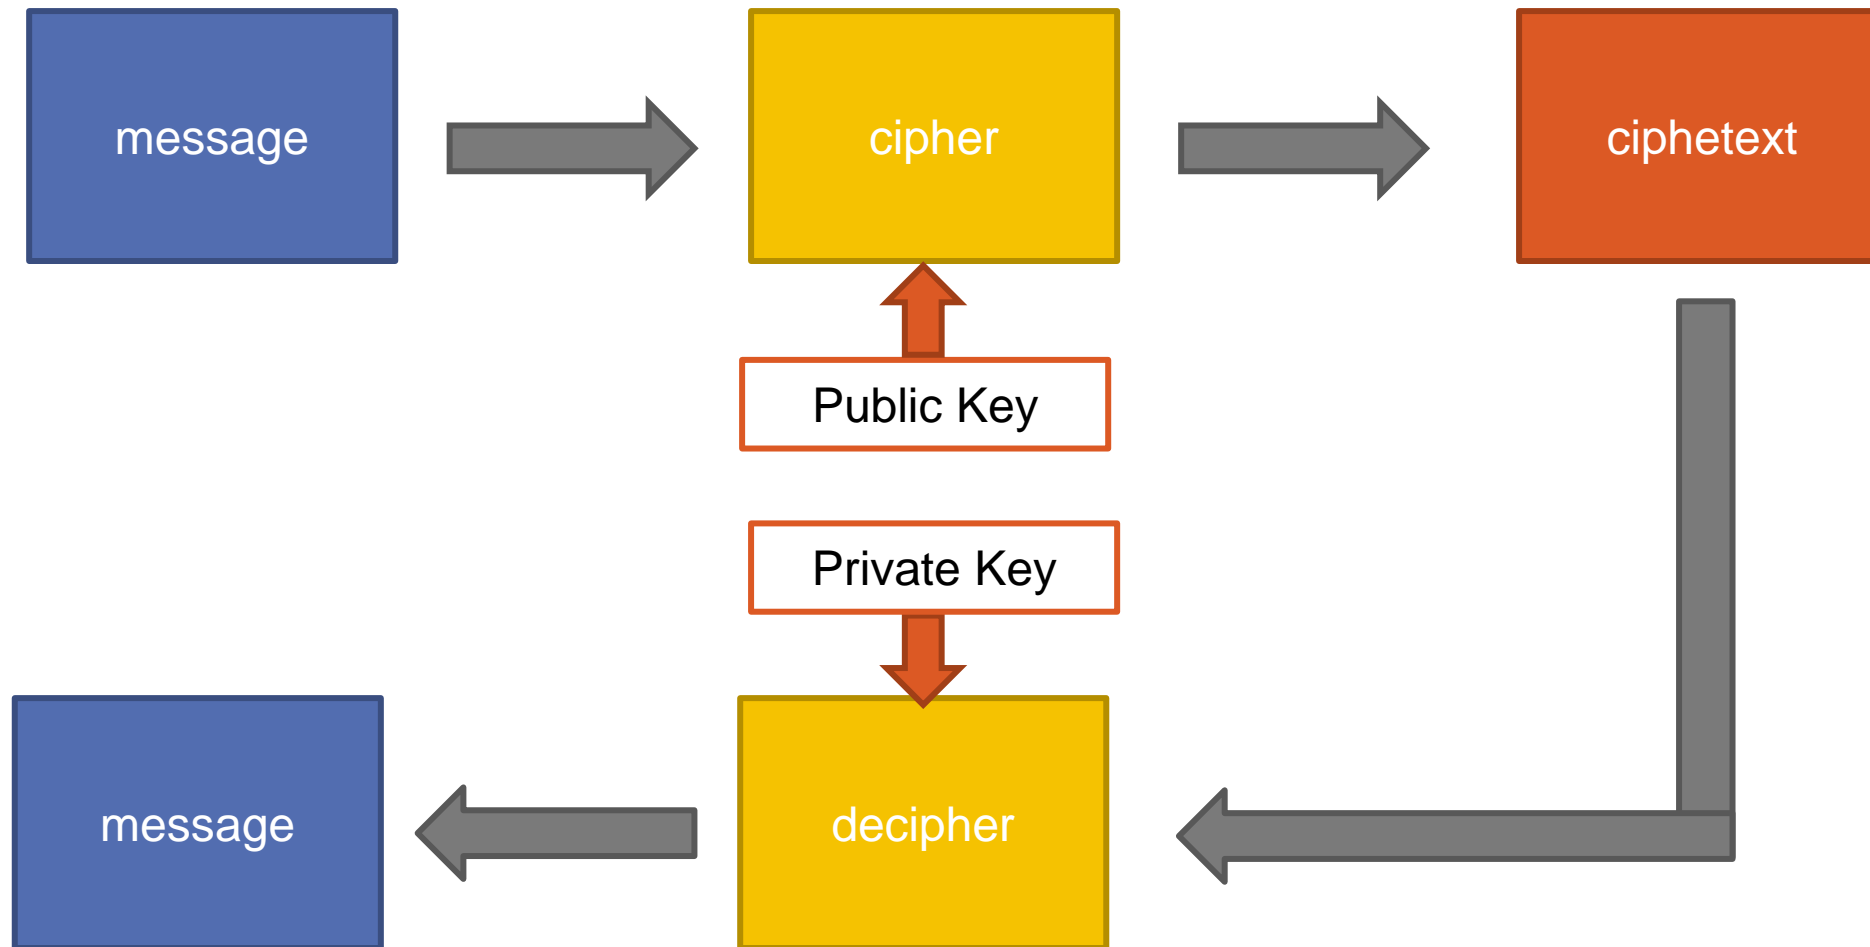 message
cipher
ciphetext
Public Key
Private Key
message
decipher